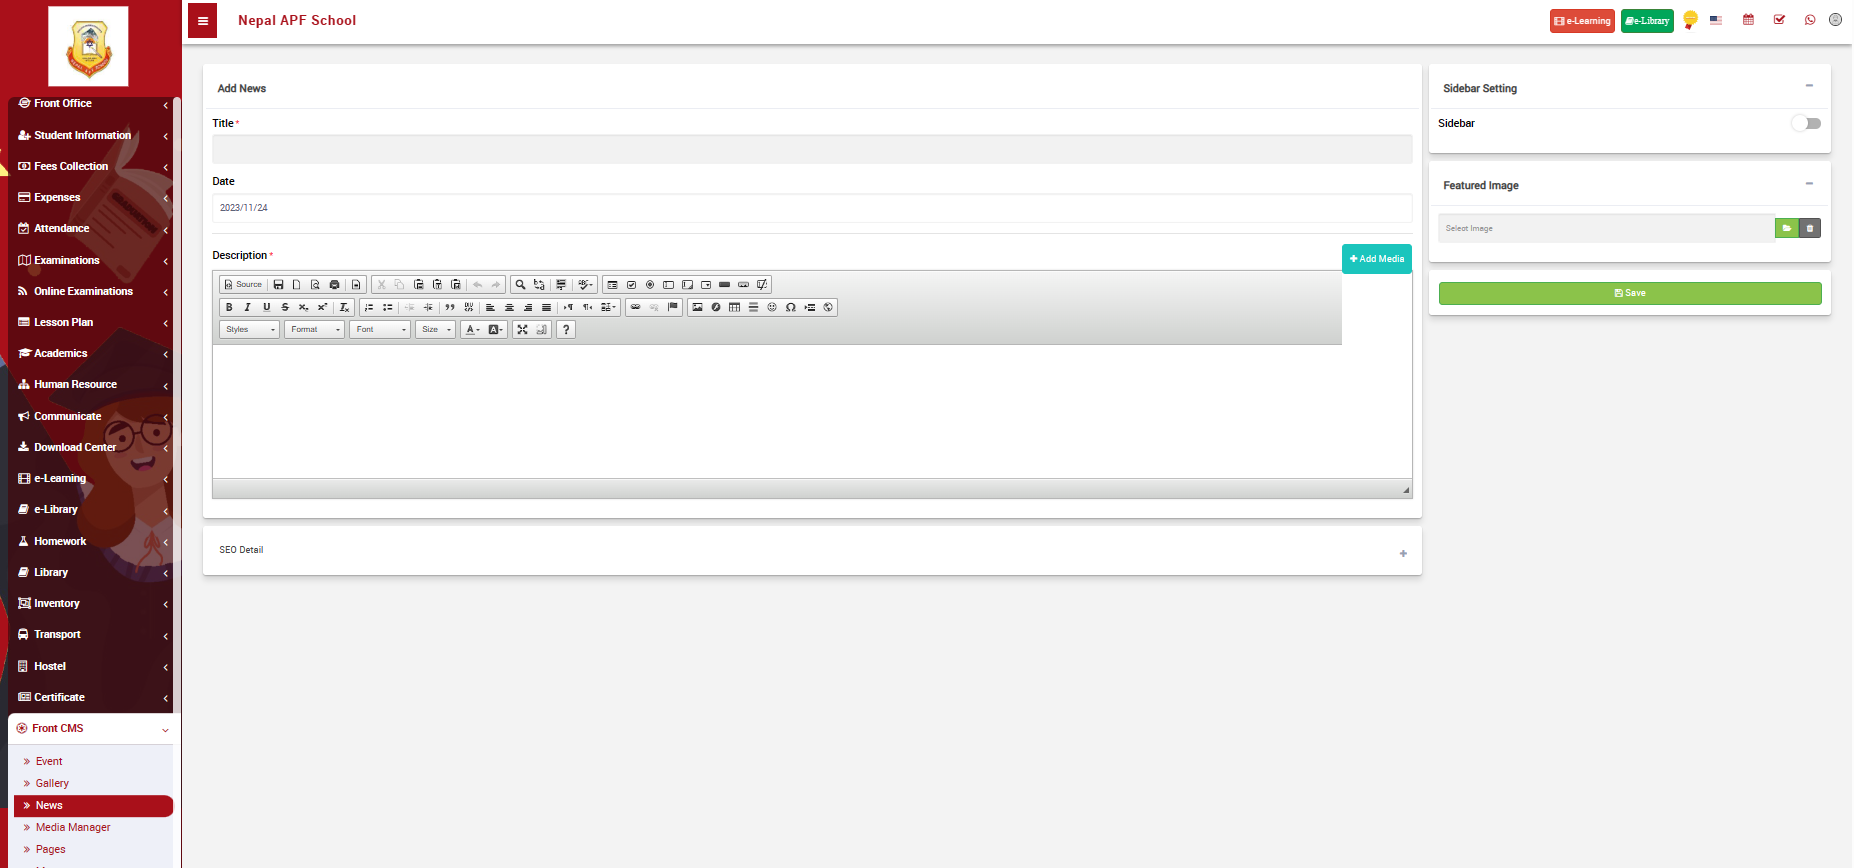 Nepal APF School
e-Learning
e-Library
Front Office
Student Information
Fees Collection
Expenses
Attendance
Examinations
Online Examinations
Lesson Plan
Academics
Human Resource
Communicate
Download Center
e-Learning
e-Library
Homework
Library
Inventory
Transport
Hostel
Certificate
Front CMS
Event
Gallery
News
Media Manager
Pages
Add News
Title *
Date
2023/11/24
Description *
Add Media
Source
Styles
Format
Font
Size
SEO Detail
Sidebar Setting
Sidebar
Featured Image
Select Image
Save